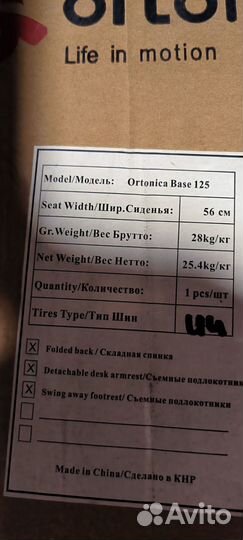 ortoni
Life in motion
Model/Модель: Ortonica Base 125
Seat Width/Шир.Сиденья: 56 см
Gr.Weight/Вес Брутто: 28kg/кг
Net Weight/Вес Нетто: 25.4kg/кг
Quantity/Количество: 1 pcs/шт
Tires Type/Тип Шин
X Folded back / Складная спинка
X Detachable desk armrest/Съемные подлокотники
X Swing away footrest/ Съемные подлокотники
Made in China/Сделано в КНР
Avito